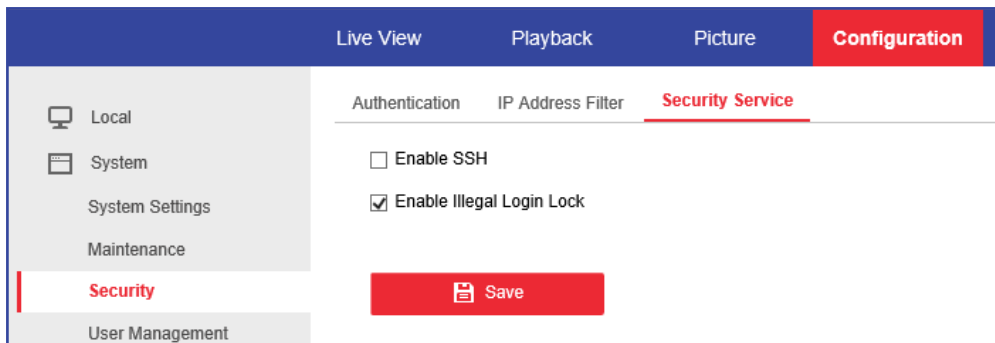 Live View Playback Picture Configuration
Local
System
System Settings
Maintenance
Security
User Management
Authentication IP Address Filter Security Service
Enable SSH
Enable Illegal Login Lock
Save